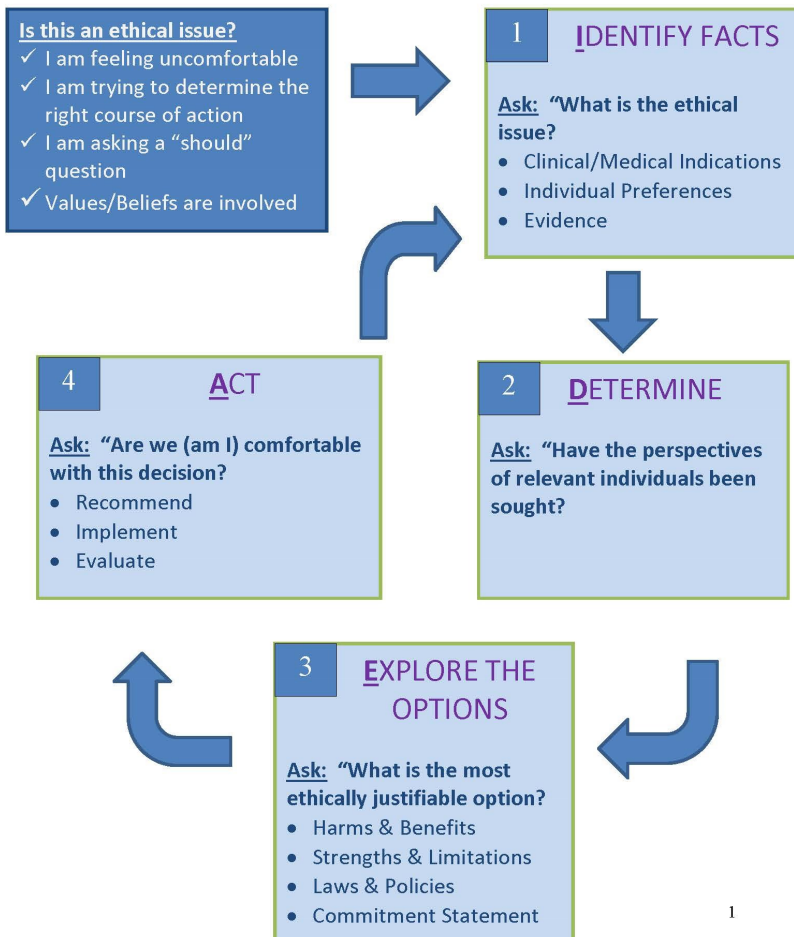 Is this an ethical issue?
✓ I am feeling uncomfortable
✓ I am trying to determine the
right course of action
✓ I am asking a “should”
question
✓ Values/Beliefs are involved
1
IDENTIFY FACTS
Ask: “What is the ethical
issue?
• Clinical/Medical Indications
• Individual Preferences
• Evidence
2
DETERMINE
Ask: “Have the perspectives
of relevant individuals been
sought?
3
EXPLORE THE
OPTIONS
Ask: “What is the most
ethically justifiable option?
• Harms & Benefits
• Strengths & Limitations
• Laws & Policies
• Commitment Statement
4
ACT
Ask: “Are we (am I) comfortable
with this decision?
• Recommend
• Implement
• Evaluate
1